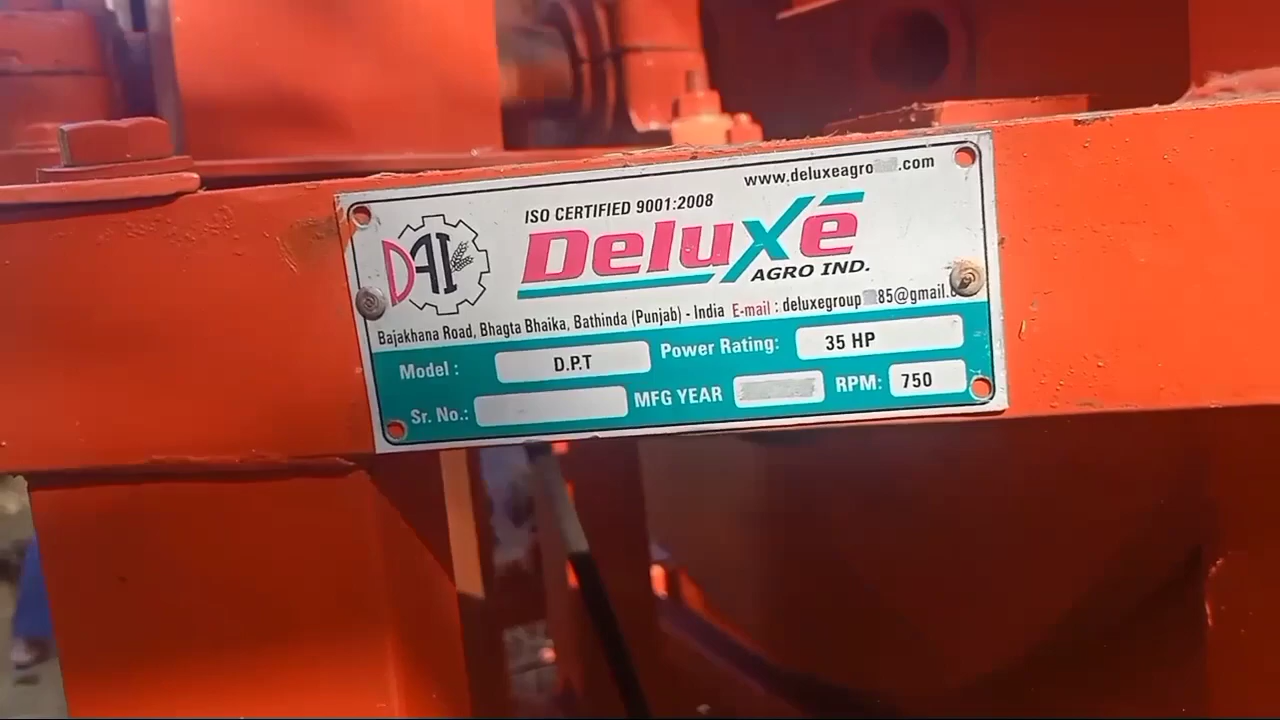 www.deluxeagro .com
ISO CERTIFIED 9001:2008
DAI
Deluxe
AGRO IND.
Bajakhana Road, Bhagta Bhaika, Bathinda (Punjab) - India E-mail : deluxegroup 85@gmail.
Model : D.P.T Power Rating: 35 HP
Sr. No.: MFG YEAR RPM: 750